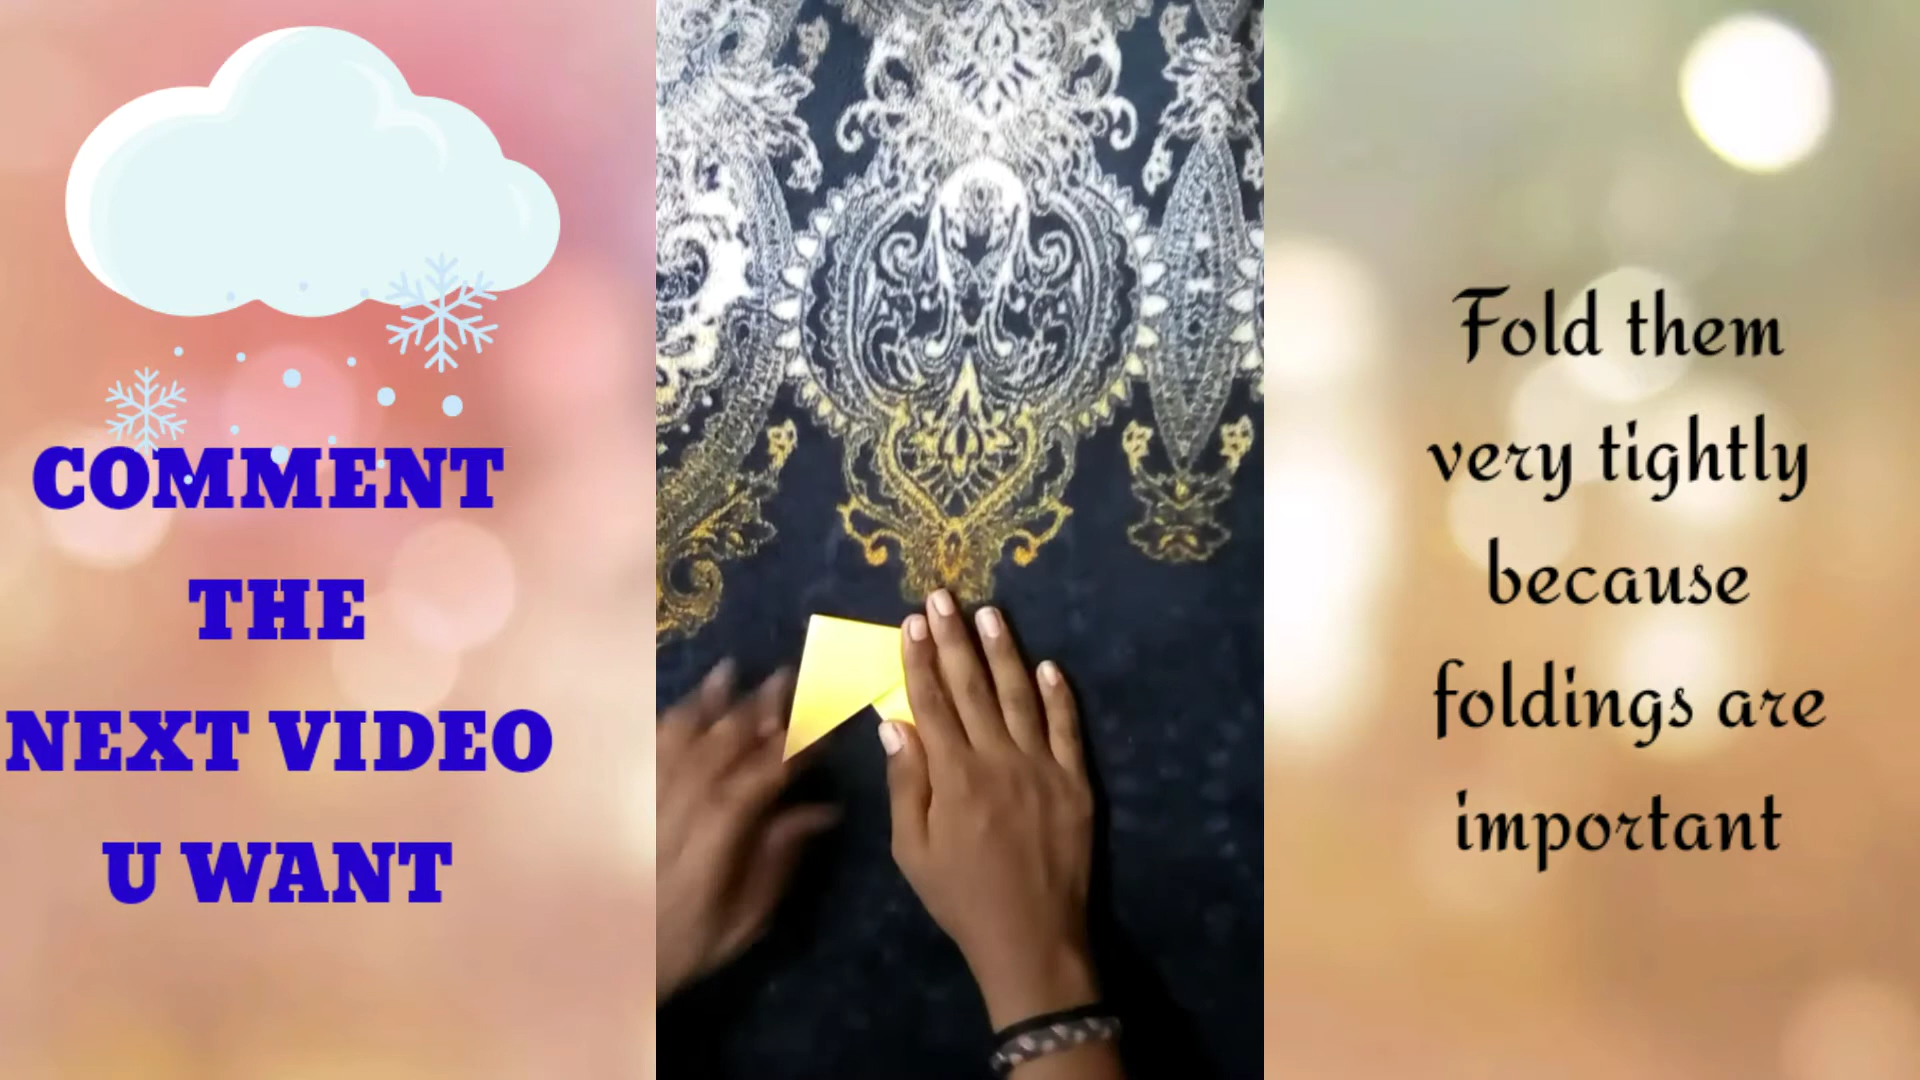 COMMENT
THE
NEXT VIDEO
U WANT
Fold them
very tightly
because
foldings are
important